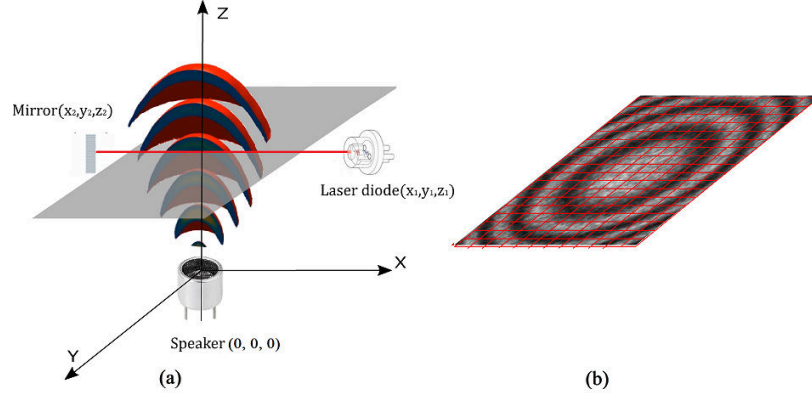 Z
Mirror(x₂,y₂,z₂)
Laser diode(x₁,y₁,z₁)
X
Speaker (0, 0, 0)
Y
(a)
(b)